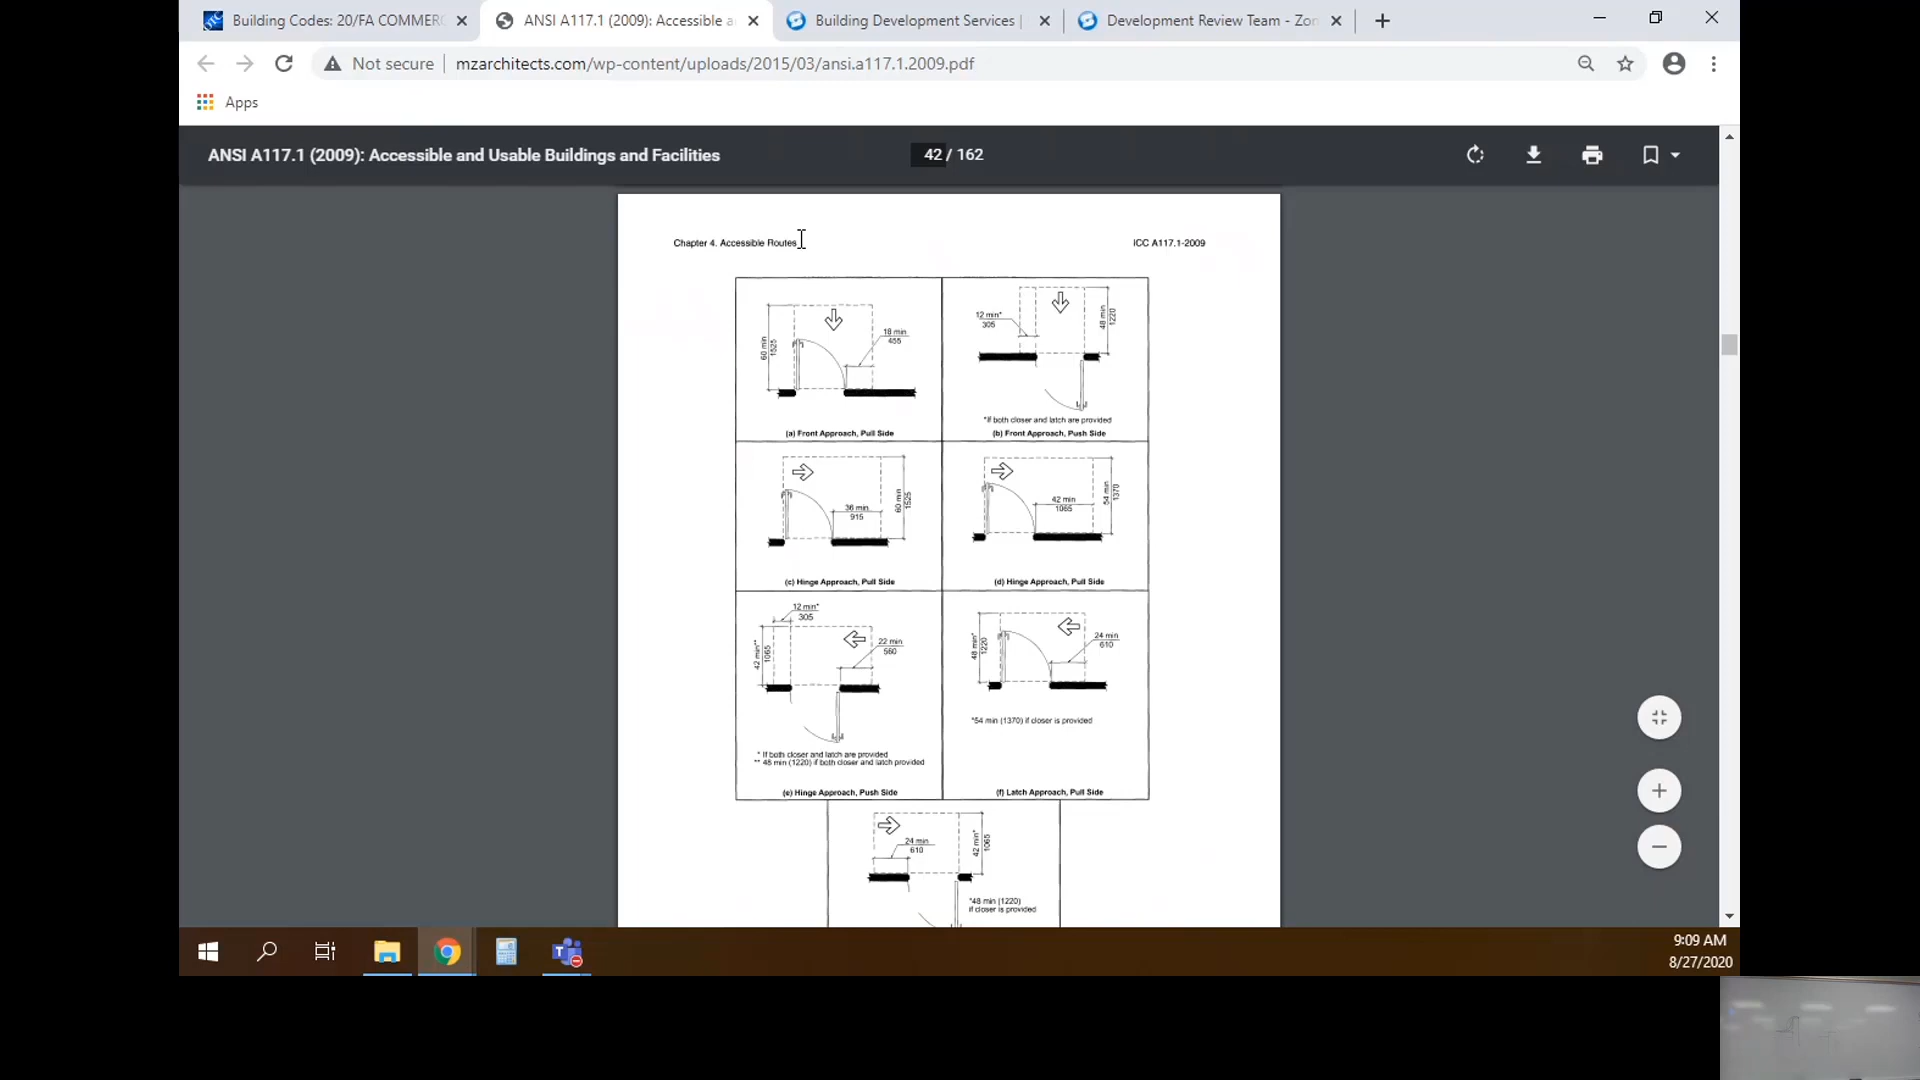 Building Codes: 20/FA COMMERC
ANSI A117.1 (2009): Accessible a
Building Development Services |
Development Review Team - Zon
Not secure
mzarchitects.com/wp-content/uploads/2015/03/ansi.a117.1.2009.pdf
Apps
ANSI A117.1 (2009): Accessible and Usable Buildings and Facilities
42 / 162
Chapter 4. Accessible Routes
ICC A117.1-2009
60 min
1525
18 min
455
(a) Front Approach, Pull Side
12 min*
305
48 min
1220
*If both closer and latch are provided
(b) Front Approach, Push Side
36 min
915
60 min
1525
(c) Hinge Approach, Pull Side
42 min
1065
54 min
1370
(d) Hinge Approach, Pull Side
12 min*
305
42 min**
1065
22 min
560
* If both closer and latch are provided
** 48 min (1220) if both closer and latch provided
(e) Hinge Approach, Push Side
48 min*
1220
24 min
610
*54 min (1370) if closer is provided
(f) Latch Approach, Pull Side
24 min
610
42 min*
1065
*48 min (1220)
if closer is provided
9:09 AM
8/27/2020